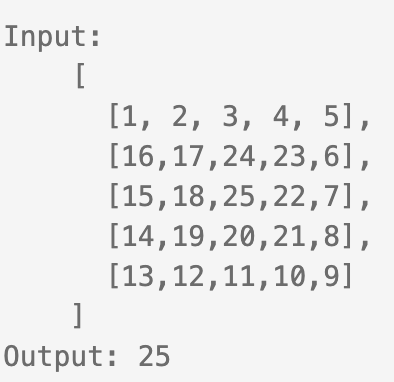 Input:
    [
      [1, 2, 3, 4, 5],
      [16,17,24,23,6],
      [15,18,25,22,7],
      [14,19,20,21,8],
      [13,12,11,10,9]
    ]
Output: 25